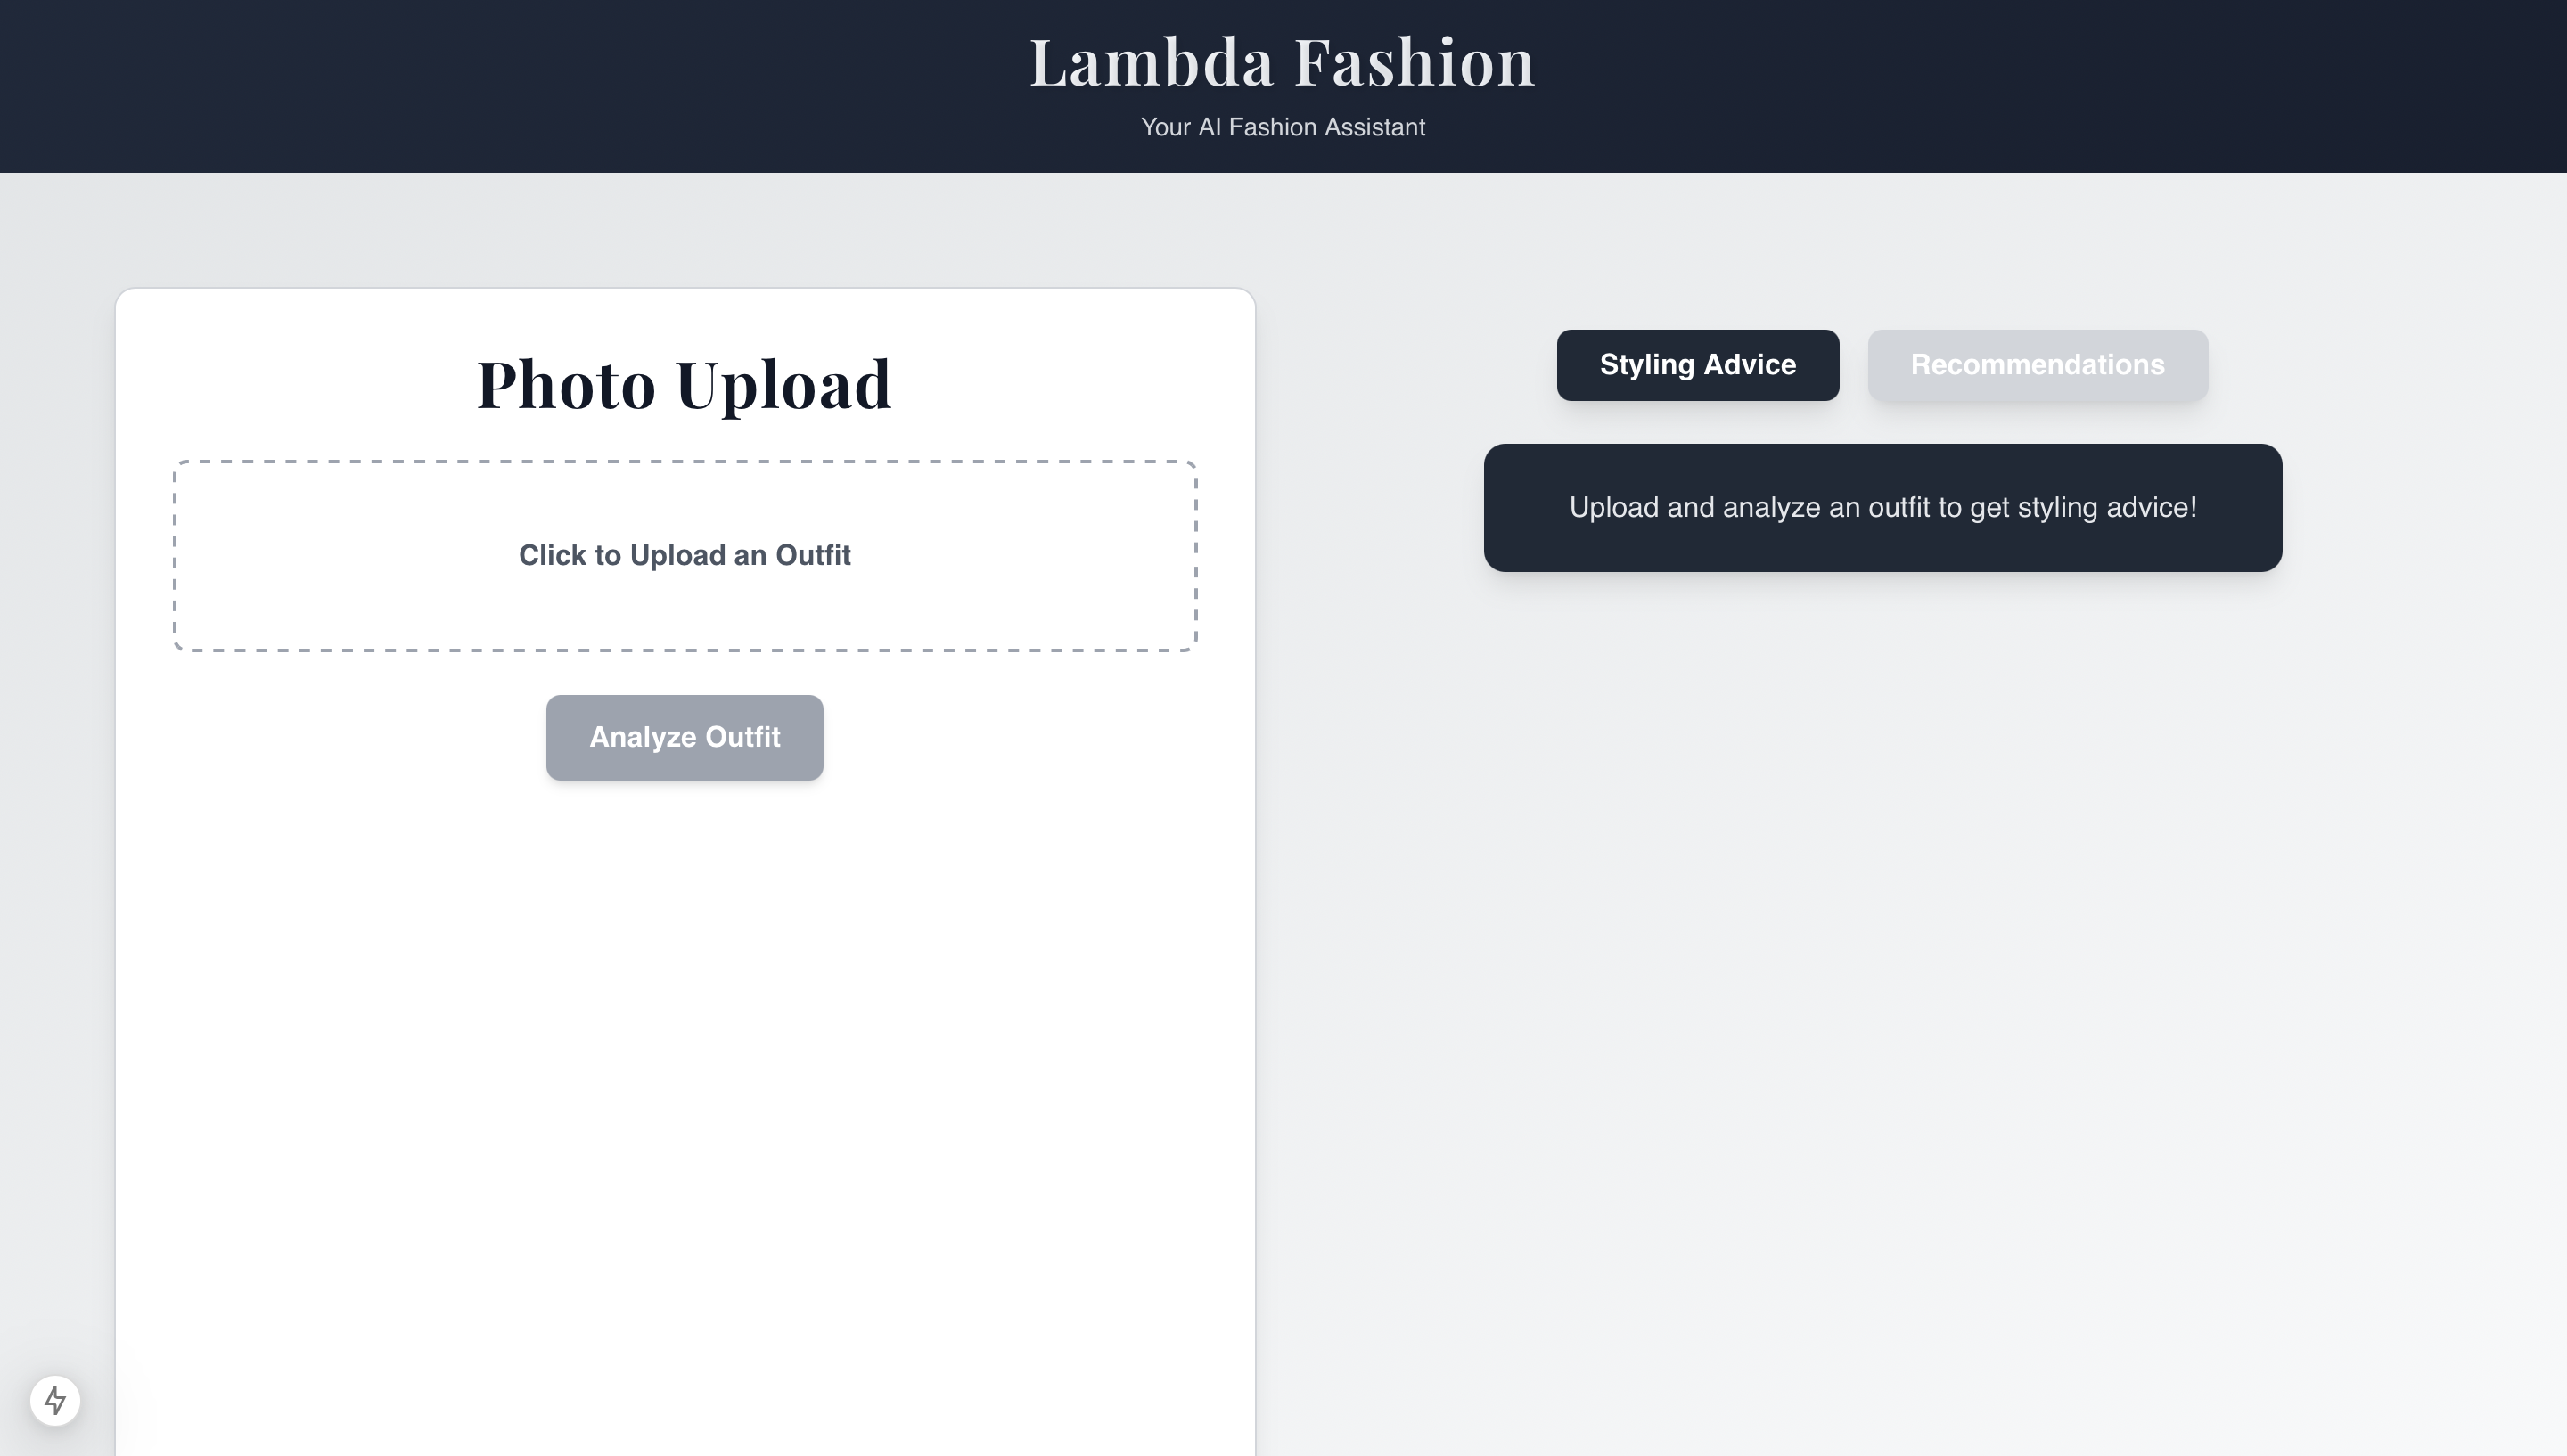 Lambda Fashion
Your AI Fashion Assistant
Photo Upload
Click to Upload an Outfit
Analyze Outfit
Styling Advice
Recommendations
Upload and analyze an outfit to get styling advice!